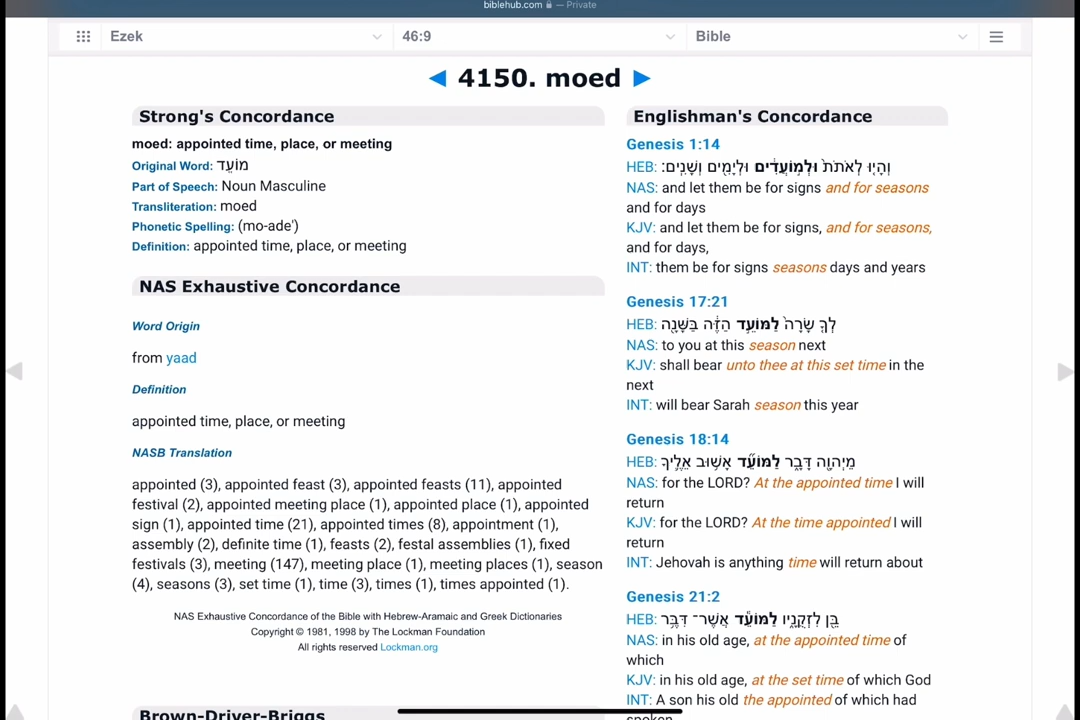 biblehub.com — Private
Ezek
46:9
Bible
4150. moed
Strong's Concordance
moed: appointed time, place, or meeting
Original Word: מוֹעֵד
Part of Speech: Noun Masculine
Transliteration: moed
Phonetic Spelling: (mo-ade')
Definition: appointed time, place, or meeting
NAS Exhaustive Concordance
Word Origin
from yaad
Definition
appointed time, place, or meeting
NASB Translation
appointed (3), appointed feast (3), appointed feasts (11), appointed
festival (2), appointed meeting place (1), appointed place (1), appointed
sign (1), appointed time (21), appointed times (8), appointment (1),
assembly (2), definite time (1), feasts (2), festal assemblies (1), fixed
festivals (3), meeting (147), meeting place (1), meeting places (1), season
(4), seasons (3), set time (1), time (3), times (1), times appointed (1).
NAS Exhaustive Concordance of the Bible with Hebrew-Aramaic and Greek Dictionaries
Copyright © 1981, 1998 by The Lockman Foundation
All rights reserved Lockman.org
Brown-Driver-Briggs
Englishman's Concordance
Genesis 1:14
HEB: וְהָי֤וּ לְאֹתֹת֙ וּלְמ֣וֹעֲדִ֔ים וּלְיָמִ֖ים וְשָׁנִֽים׃
NAS: and let them be for signs and for seasons
and for days
KJV: and let them be for signs, and for seasons,
and for days,
INT: them be for signs seasons days and years
Genesis 17:21
HEB: לְךָ֤ שָׂרָה֙ לַמּוֹעֵ֣ד הַזֶּ֔ה בַּשָּׁנָ֖ה
NAS: to you at this season next
KJV: shall bear unto thee at this set time in the
next
INT: will bear Sarah season this year
Genesis 18:14
HEB: מֵיְהוָ֖ה דָּבָ֑ר לַמּוֹעֵ֞ד אָשׁ֥וּב אֵלֶ֛יךָ
NAS: for the LORD? At the appointed time I will
return
KJV: for the LORD? At the time appointed I will
return
INT: Jehovah is anything time will return about
Genesis 21:2
HEB: בֵּ֖ן לִזְקֻנָ֑יו לַמּוֹעֵ֕ד אֲשֶׁר־ דִּבֶּ֥ר
NAS: in his old age, at the appointed time of
which
KJV: in his old age, at the set time of which God
INT: A son his old the appointed of which had
spoken